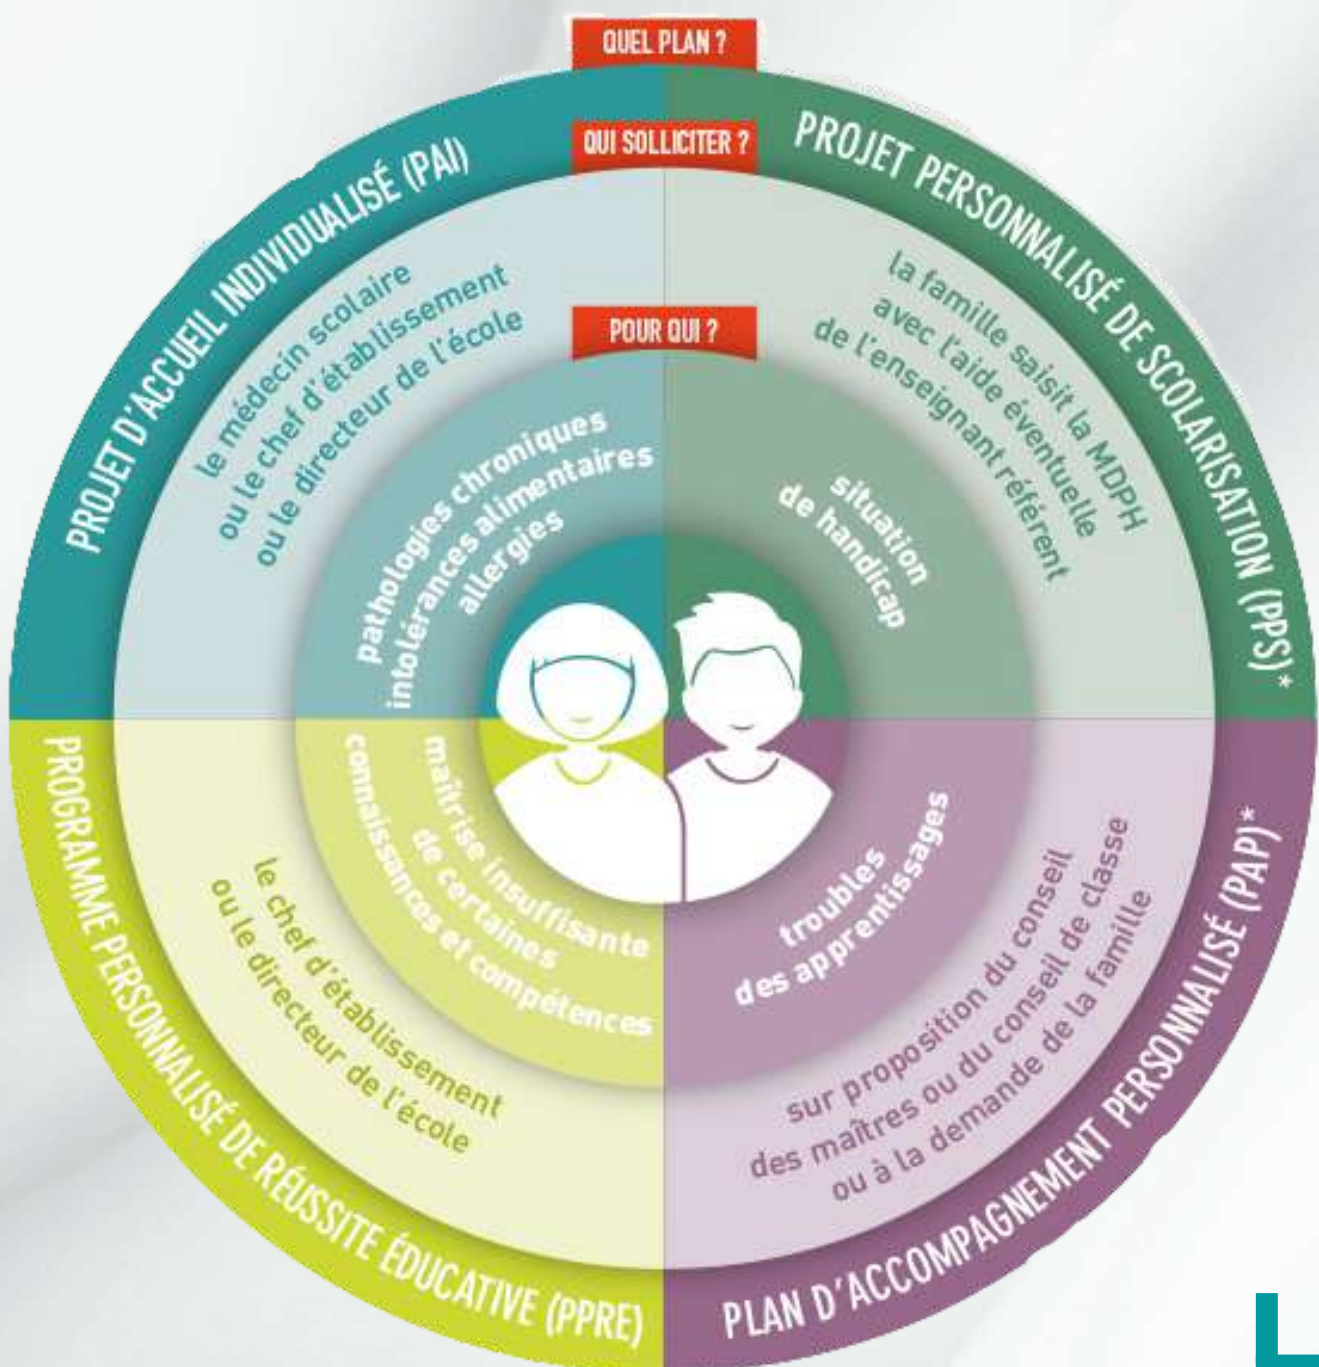 QUEL PLAN ?
QUI SOLLICITER ?
POUR QUI ?
PROJET D'ACCUEIL INDIVIDUALISÉ (PAI)
le médecin scolaire
ou le chef d'établissement
ou le directeur de l'école
pathologies chroniques
intolérances alimentaires
allergies
PROJET PERSONNALISÉ DE SCOLARISATION (PPS)*
la famille saisit la MDPH
avec l'aide éventuelle
de l'enseignant référent
situation
de handicap
PROGRAMME PERSONNALISÉ DE RÉUSSITE ÉDUCATIVE (PPRE)
le chef d'établissement
ou le directeur de l'école
maîtrise insuffisante
de certaines
connaissances et compétences
PLAN D'ACCOMPAGNEMENT PERSONNALISÉ (PAP)*
sur proposition du conseil
des maîtres ou du conseil de classe
ou à la demande de la famille
troubles
des apprentissages